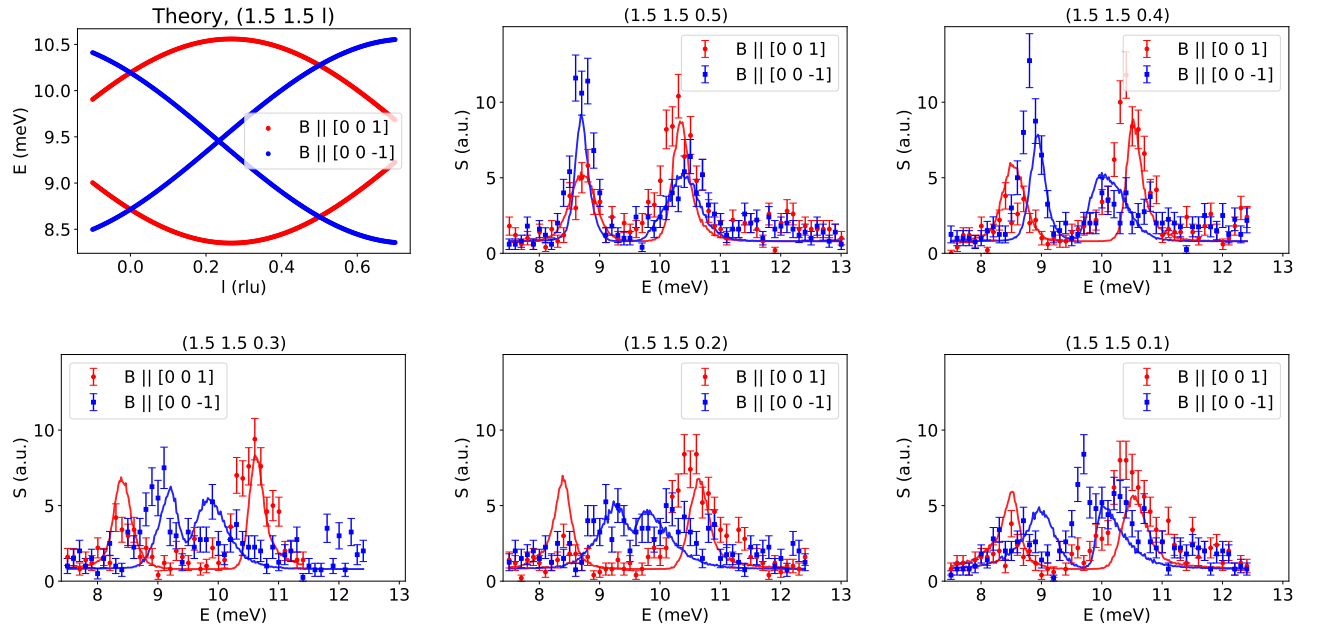 Theory, (1.5 1.5 l)
10.5
10.0
9.5
9.0
8.5
E (meV)
B || [0 0 1]
B || [0 0 -1]
0.0 0.2 0.4 0.6
l (rlu)
(1.5 1.5 0.5)
10
5
0
S (a.u.)
B || [0 0 1]
B || [0 0 -1]
8 9 10 11 12 13
E (meV)
(1.5 1.5 0.4)
10
5
0
S (a.u.)
B || [0 0 1]
B || [0 0 -1]
8 9 10 11 12 13
E (meV)
(1.5 1.5 0.3)
10
5
0
S (a.u.)
B || [0 0 1]
B || [0 0 -1]
8 9 10 11 12 13
E (meV)
(1.5 1.5 0.2)
10
5
0
S (a.u.)
B || [0 0 1]
B || [0 0 -1]
8 9 10 11 12 13
E (meV)
(1.5 1.5 0.1)
10
5
0
S (a.u.)
B || [0 0 1]
B || [0 0 -1]
8 9 10 11 12 13
E (meV)